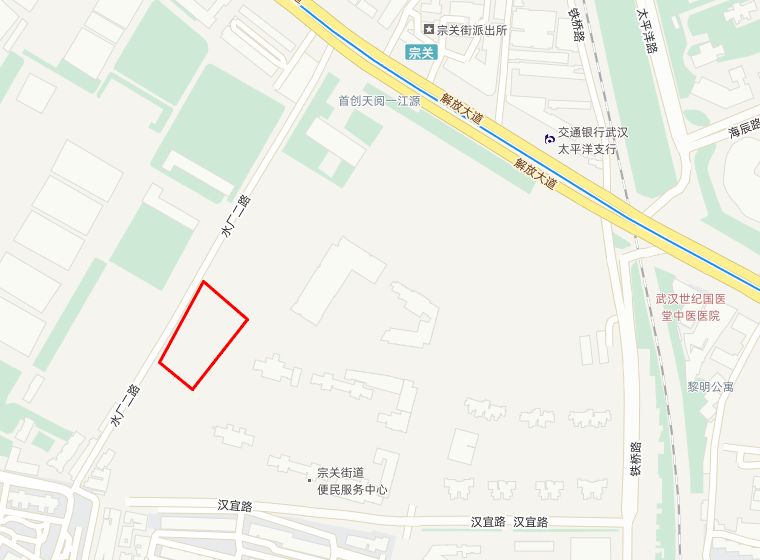 宗关街派出所
铁桥路
太平洋路
宗关
首创天阅一江源
解放大道
交通银行武汉
太平洋支行
海辰路
解放大道
水厂二路
武汉世纪国医
堂中医医院
黎明公寓
水厂二路
铁桥路
宗关街道
便民服务中心
汉宜路
汉宜路
汉宜路